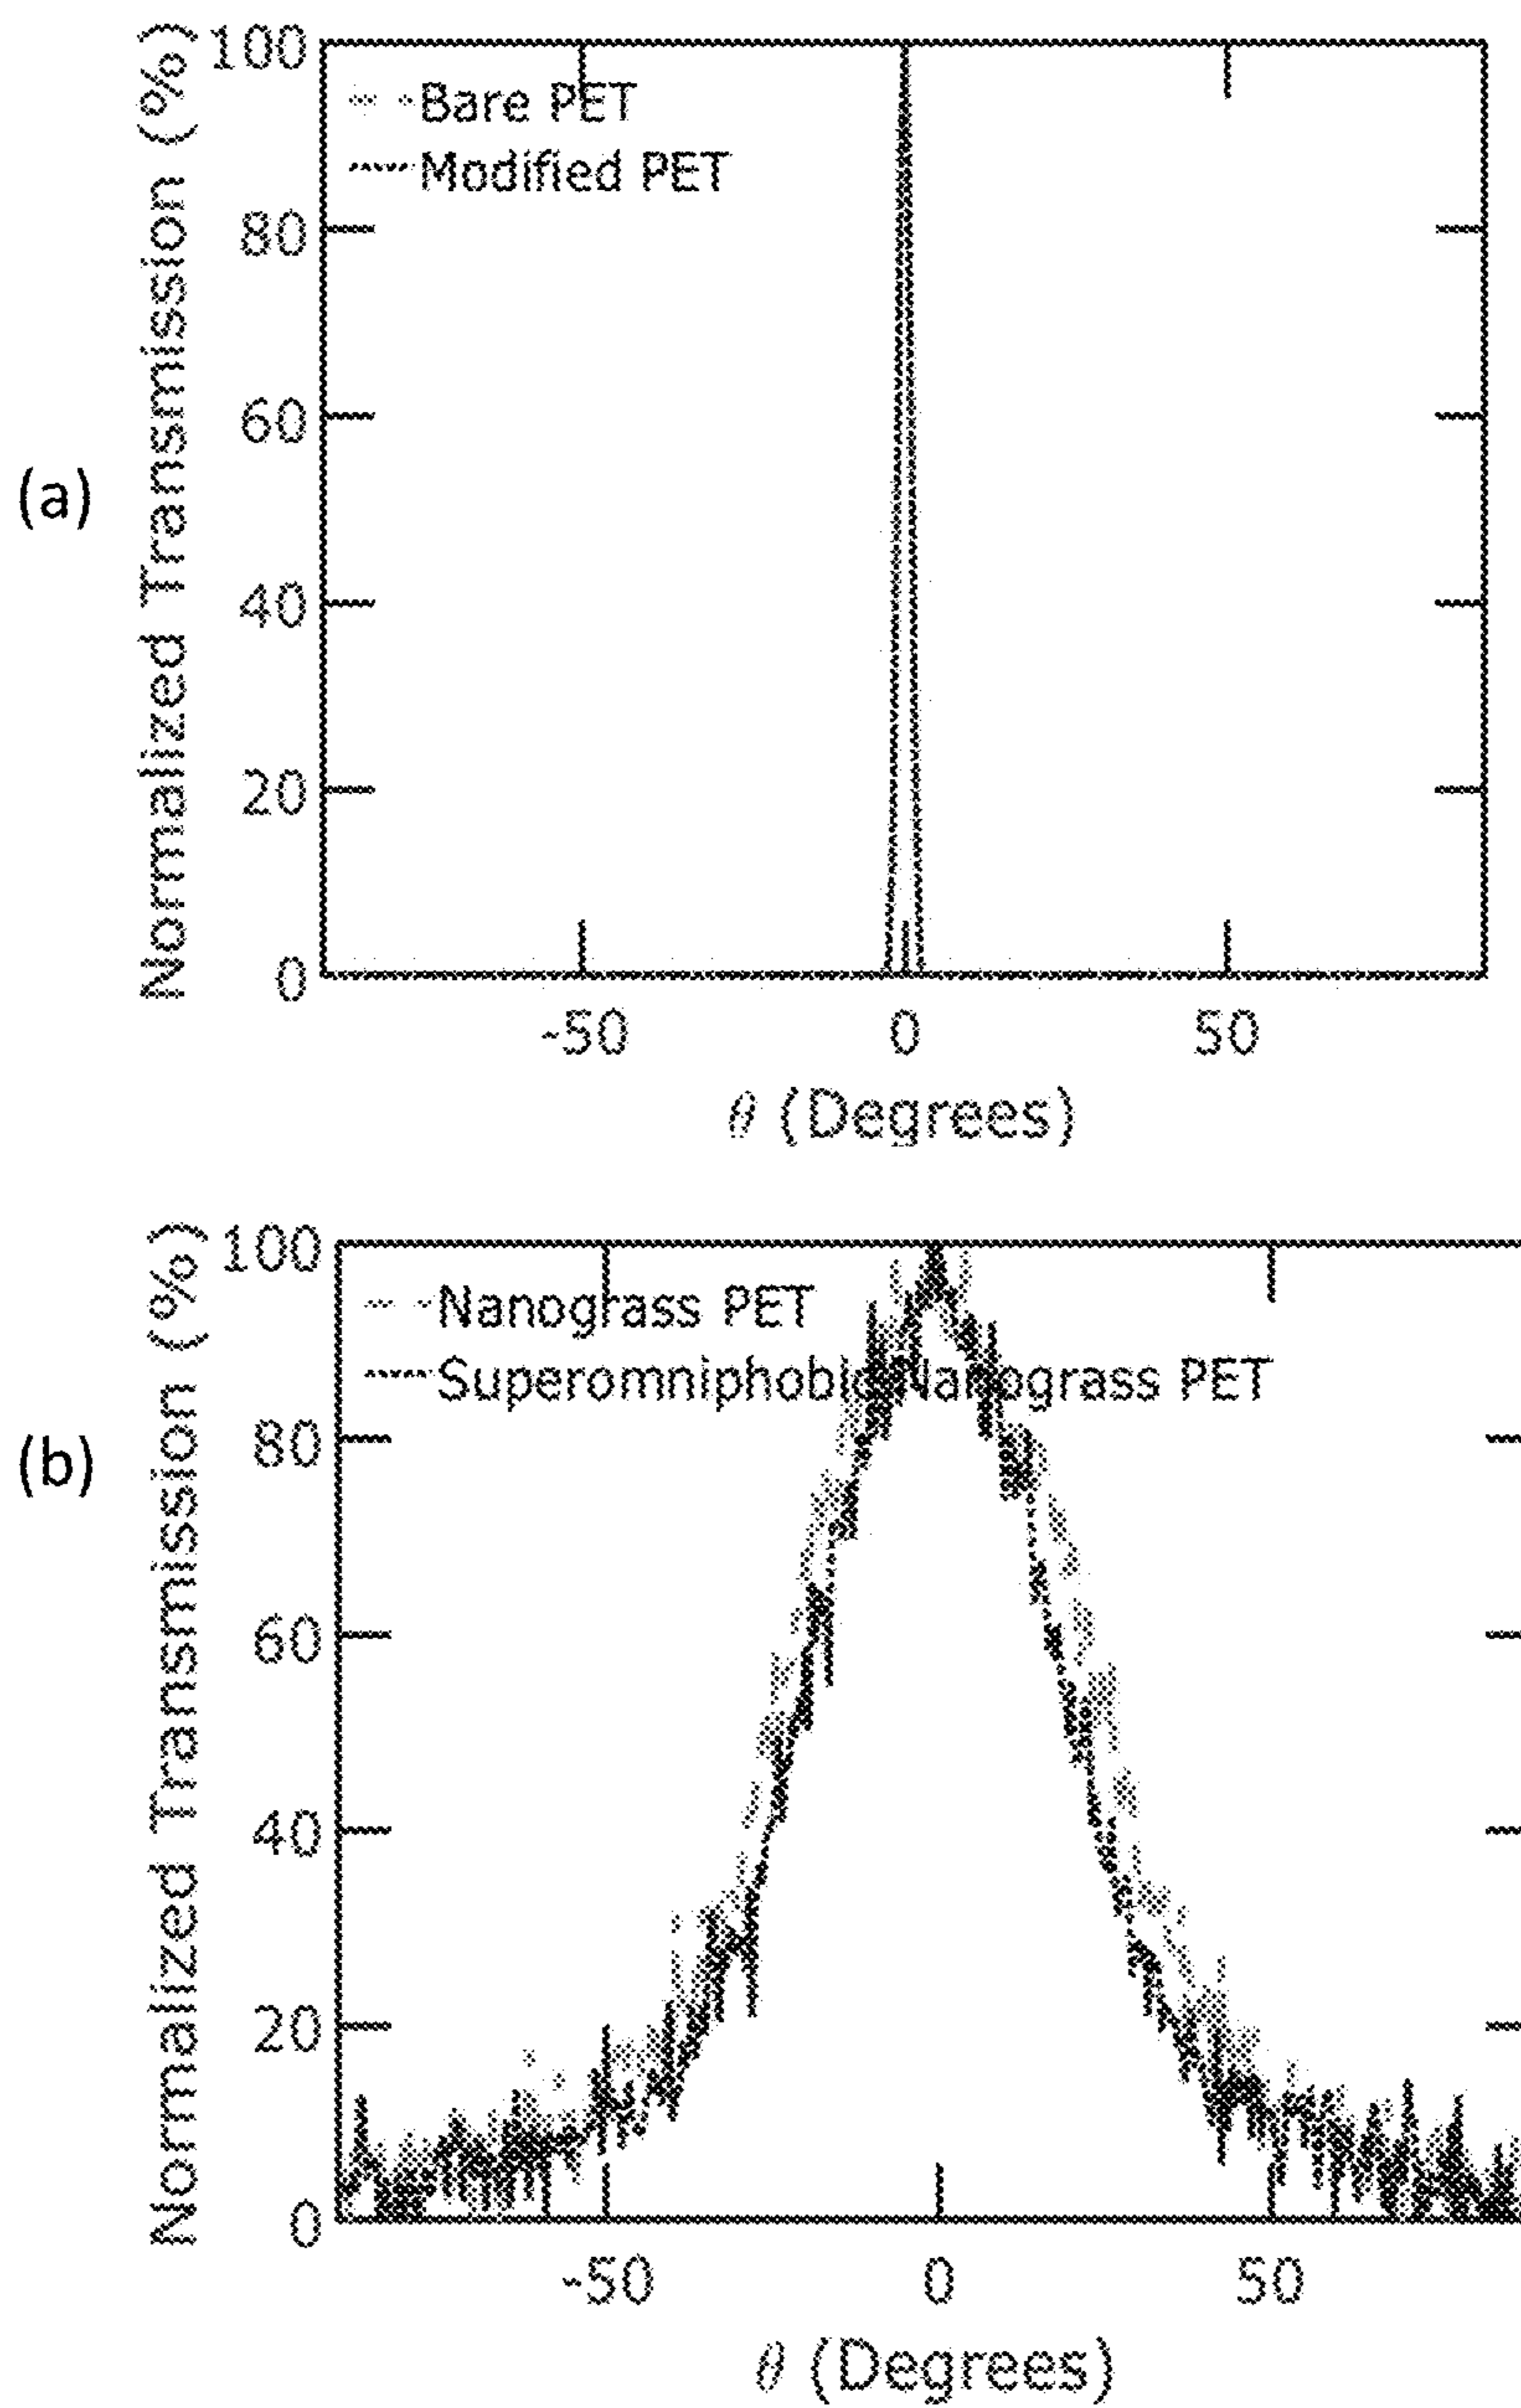 (a)
Normalized Transmission (%)
100
80
60
40
20
0
Bare PET
Modified PET
-50 0 50
θ (Degrees)
(b)
Normalized Transmission (%)
100
80
60
40
20
0
Nanograss PET
Superomniphobic Nanograss PET
-50 0 50
θ (Degrees)